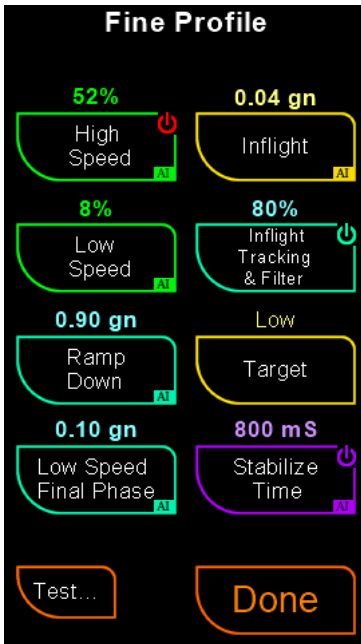 Fine Profile
52%
High
Speed
AI
0.04 gn
Inflight
AI
8%
Low
Speed
AI
80%
Inflight
Tracking
& Filter
0.90 gn
Ramp
Down
AI
Low
Target
0.10 gn
Low Speed
Final Phase
AI
800 mS
Stabilize
Time
AI
Test...
Done